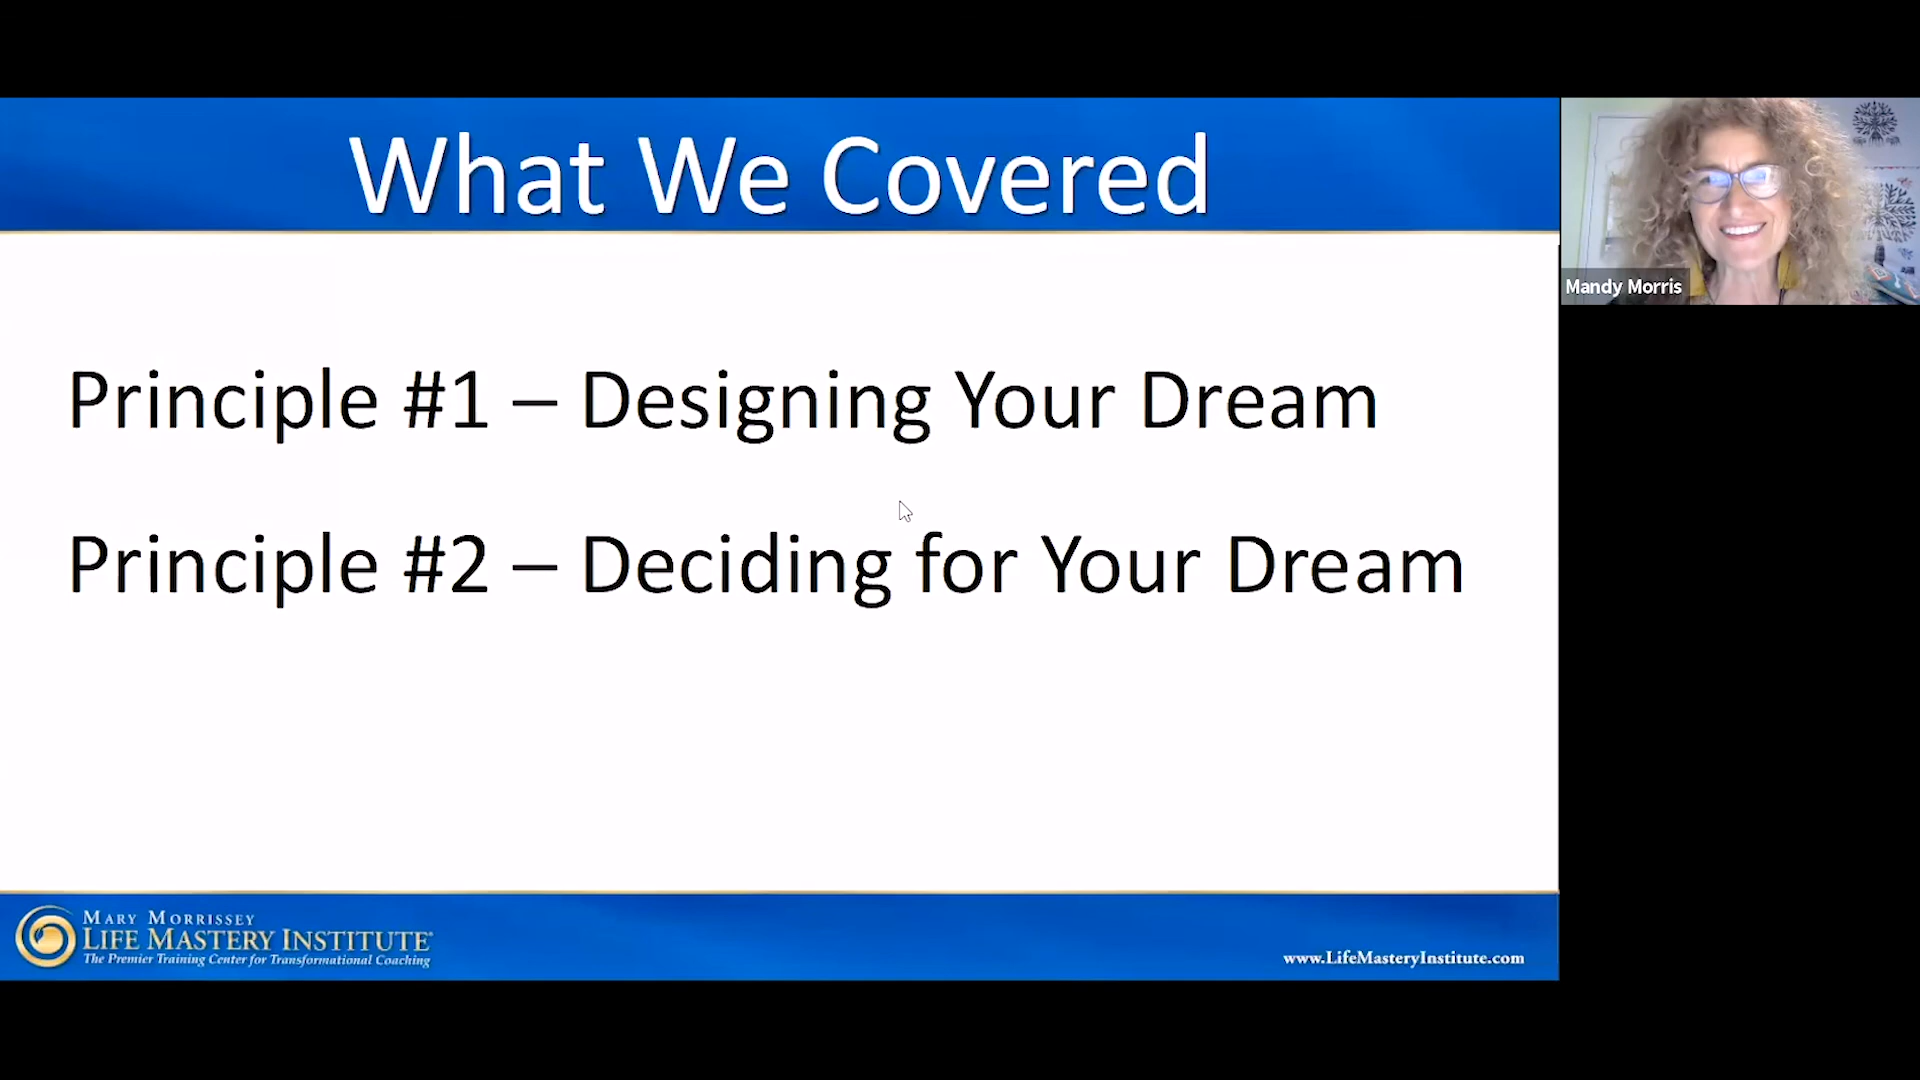 What We Covered
Mandy Morris
Principle #1 – Designing Your Dream
Principle #2 – Deciding for Your Dream
MARY MORRISSEY
LIFE MASTERY INSTITUTE®
The Premier Training Center for Transformational Coaching
www.LifeMasteryInstitute.com